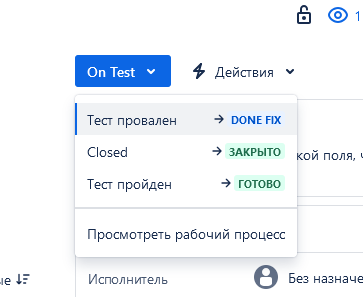 1
On Test
Действия
Тест провален → DONE FIX
Closed → ЗАКРЫТО
кой поля, ч
Тест пройден → ГОТОВО
Просмотреть рабочий процесс
ые
Исполнитель
Без назначе